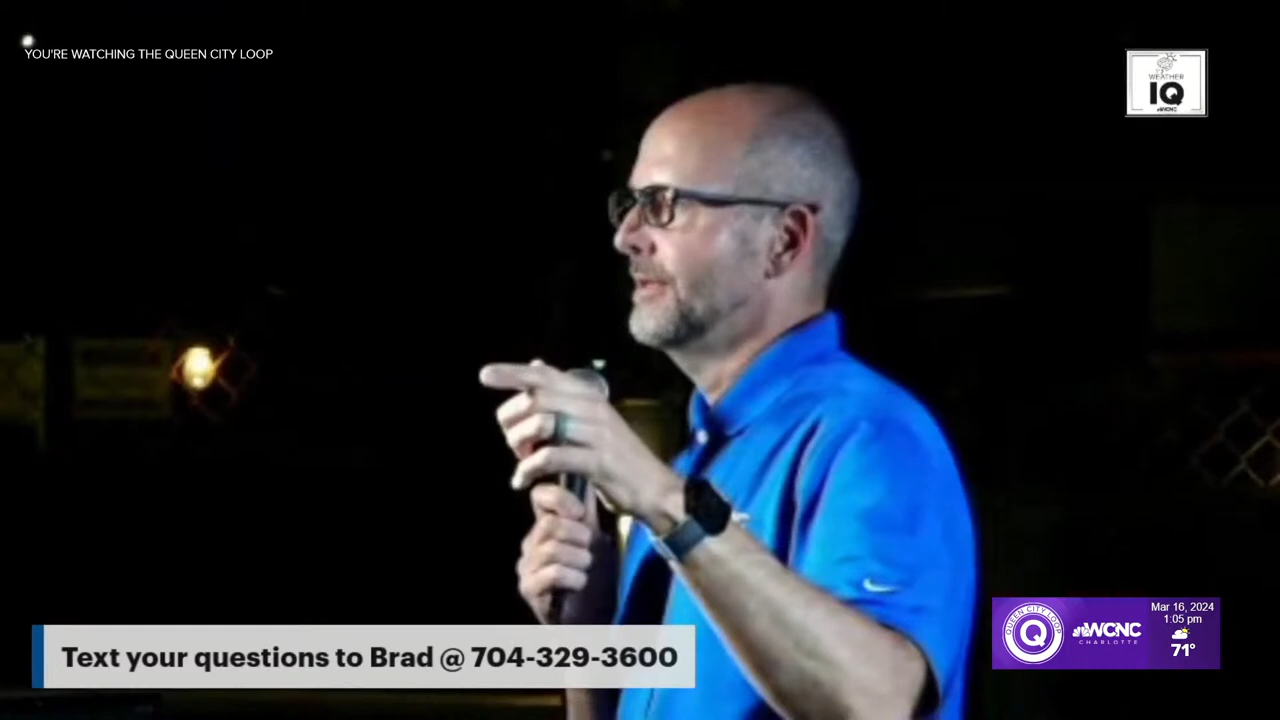 YOU'RE WATCHING THE QUEEN CITY LOOP
WEATHER
IQ
WCNC
Text your questions to Brad @ 704-329-3600
QUEEN CITY LOOP
Q
WCNC
CHARLOTTE
Mar 16, 2024
1:05 pm
71°